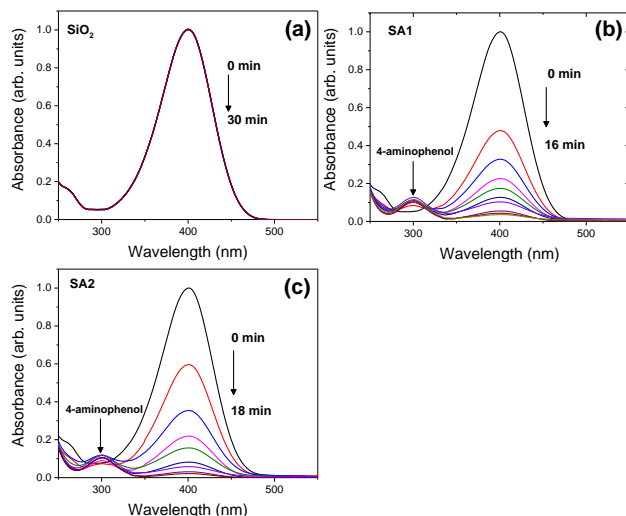 SiO₂
(a)
0 min
30 min
Absorbance (arb. units)
1.0
0.8
0.6
0.4
0.2
0.0
300
400
500
Wavelength (nm)
SA1
(b)
0 min
16 min
4-aminophenol
Absorbance (arb. units)
1.0
0.8
0.6
0.4
0.2
0.0
300
400
500
Wavelength (nm)
SA2
(c)
0 min
18 min
4-aminophenol
Absorbance (arb. units)
1.0
0.8
0.6
0.4
0.2
0.0
300
400
500
Wavelength (nm)